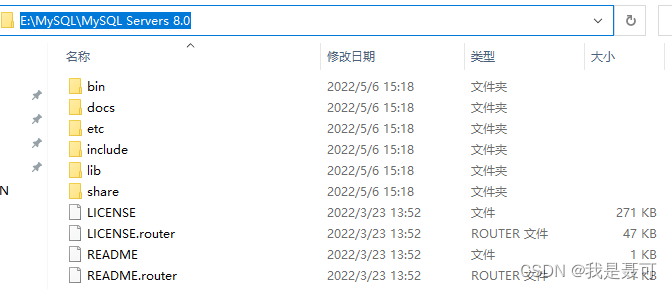 E:\MySQL\MySQL Servers 8.0
名称 修改日期 类型 大小
bin 2022/5/6 15:18 文件夹
docs 2022/5/6 15:18 文件夹
etc 2022/5/6 15:18 文件夹
include 2022/5/6 15:18 文件夹
lib 2022/5/6 15:18 文件夹
N share 2022/5/6 15:18 文件夹
LICENSE 2022/3/23 13:52 文件 271 KB
LICENSE.router 2022/3/23 13:52 ROUTER 文件 47 KB
README 2022/3/23 13:52 文件 1 KB
README.router 2022/3/23 13:52 ROUTER 文件 1 KB
CSDN @我是聂可